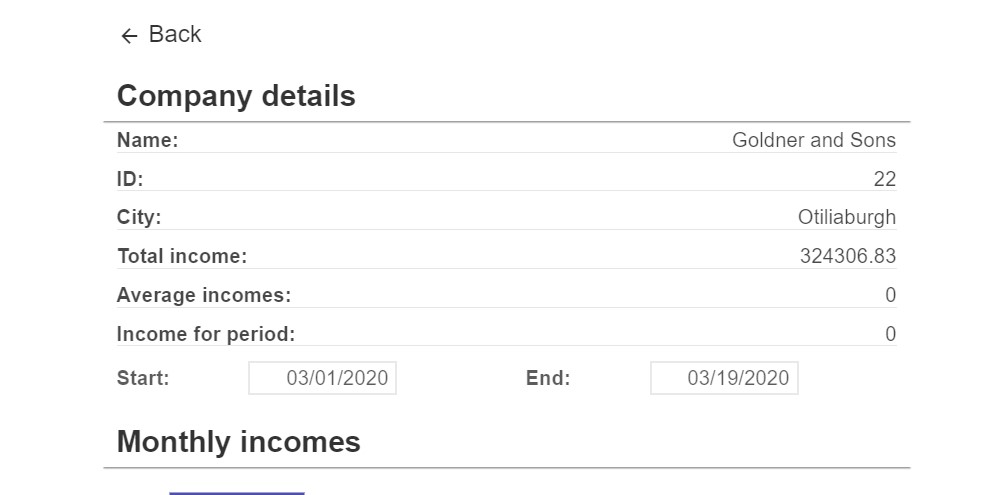 ← Back
Company details
Name: Goldner and Sons
ID: 22
City: Otiliaburgh
Total income: 324306.83
Average incomes: 0
Income for period: 0
Start: 03/01/2020 End: 03/19/2020
Monthly incomes